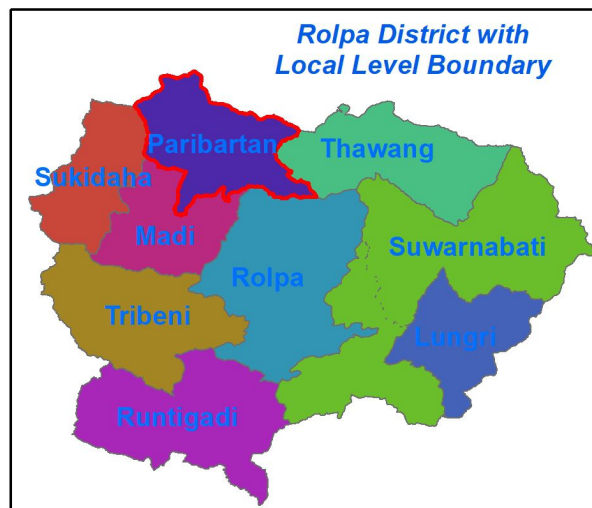 Rolpa District with
Local Level Boundary
Paribartan
Thawang
Sukidaha
Madi
Suwarnabati
Rolpa
Tribeni
Lungri
Runtigadi